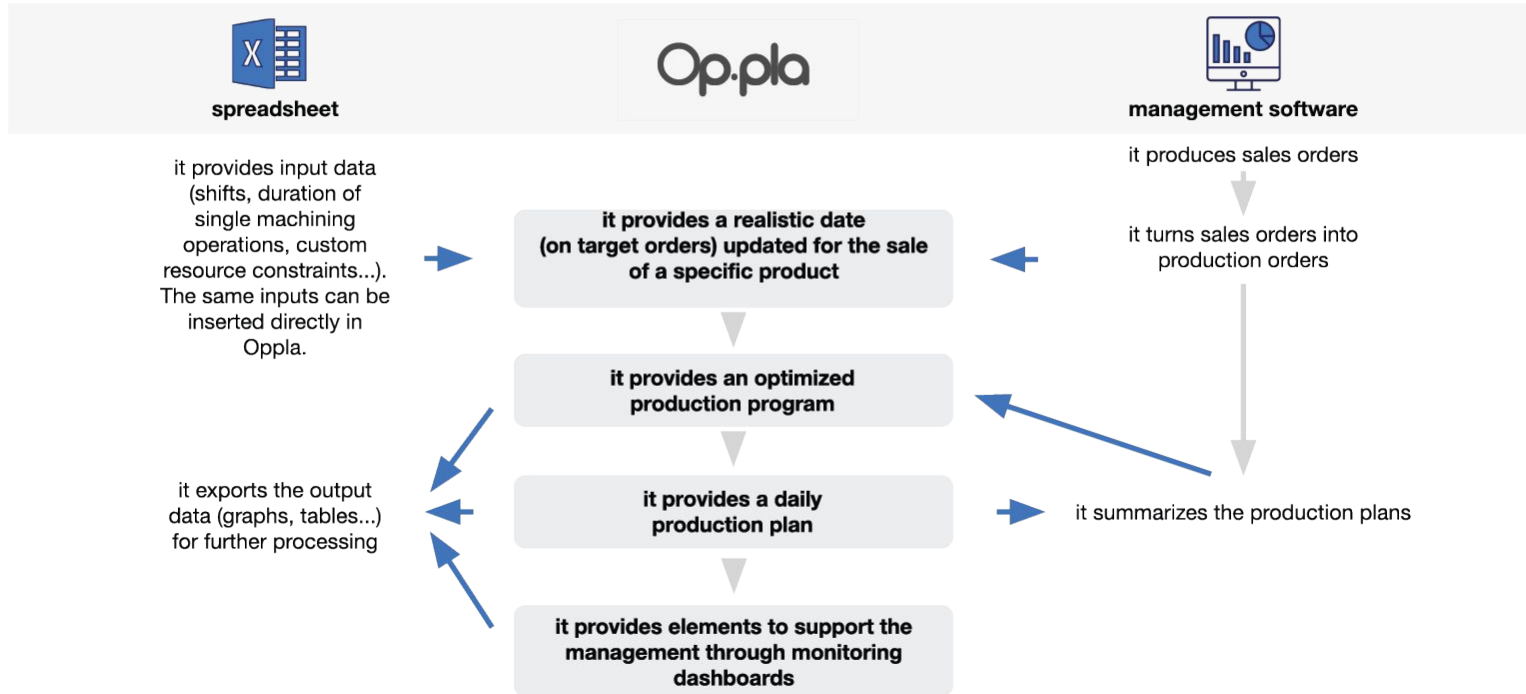 X
spreadsheet
Op.pla
management software
it provides input data
(shifts, duration of
single machining
operations, custom
resource constraints...).
The same inputs can be
inserted directly in
Oppla.
it provides a realistic date
(on target orders) updated for the sale
of a specific product
it produces sales orders
it turns sales orders into
production orders
it provides an optimized
production program
it exports the output
data (graphs, tables...)
for further processing
it provides a daily
production plan
it summarizes the production plans
it provides elements to support the
management through monitoring
dashboards